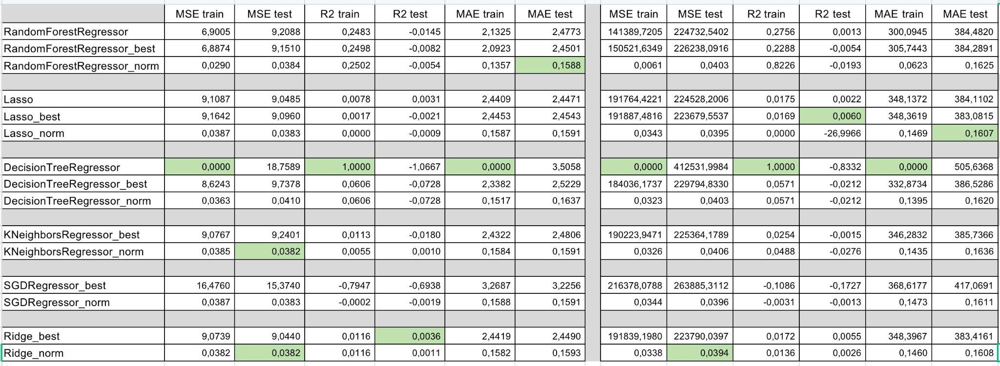 MSE train MSE test R2 train R2 test MAE train MAE test MSE train MSE test R2 train R2 test MAE train MAE test
RandomForestRegressor 6,9005 9,2088 0,2483 -0,0145 2,1325 2,4773 141389,7205 224732,5402 0,2756 0,0013 300,0945 384,4820
RandomForestRegressor_best 6,8874 9,1510 0,2498 -0,0082 2,0923 2,4501 150521,6349 226238,0916 0,2288 -0,0054 305,7443 384,2891
RandomForestRegressor_norm 0,0290 0,0384 0,2502 -0,0054 0,1357 0,1588 0,0061 0,0403 0,8226 -0,0193 0,0623 0,1625
Lasso 9,1087 9,0485 0,0078 0,0031 2,4409 2,4471 191764,4221 224528,2006 0,0175 0,0022 348,1372 384,1102
Lasso_best 9,1642 9,0960 0,0017 -0,0021 2,4453 2,4543 191887,4816 223679,5537 0,0169 0,0060 348,3619 383,0815
Lasso_norm 0,0387 0,0383 0,0000 -0,0009 0,1587 0,1591 0,0343 0,0395 0,0000 -26,9966 0,1469 0,1607
DecisionTreeRegressor 0,0000 18,7589 1,0000 -1,0667 0,0000 3,5058 0,0000 412531,9984 1,0000 -0,8332 0,0000 505,6368
DecisionTreeRegressor_best 8,6243 9,7378 0,0606 -0,0728 2,3382 2,5229 184036,1737 229794,8330 0,0571 -0,0212 332,8734 386,5286
DecisionTreeRegressor_norm 0,0363 0,0410 0,0606 -0,0728 0,1517 0,1637 0,0323 0,0403 0,0571 -0,0212 0,1395 0,1620
KNeighborsRegressor_best 9,0767 9,2401 0,0113 -0,0180 2,4322 2,4806 190223,9471 225364,1789 0,0254 -0,0015 346,2832 385,7366
KNeighborsRegressor_norm 0,0385 0,0382 0,0055 0,0010 0,1584 0,1591 0,0326 0,0406 0,0488 -0,0276 0,1435 0,1636
SGDRegressor_best 16,4760 15,3740 -0,7947 -0,6938 3,2687 3,2256 216378,0788 263885,3112 -0,1086 -0,1727 368,6177 417,0691
SGDRegressor_norm 0,0387 0,0383 -0,0002 -0,0019 0,1588 0,1591 0,0344 0,0396 -0,0031 -0,0013 0,1473 0,1611
Ridge_best 9,0739 9,0440 0,0116 0,0036 2,4419 2,4490 191839,1980 223790,0397 0,0172 0,0055 348,3967 383,4161
Ridge_norm 0,0382 0,0382 0,0116 0,0011 0,1582 0,1593 0,0338 0,0394 0,0136 0,0026 0,1460 0,1608